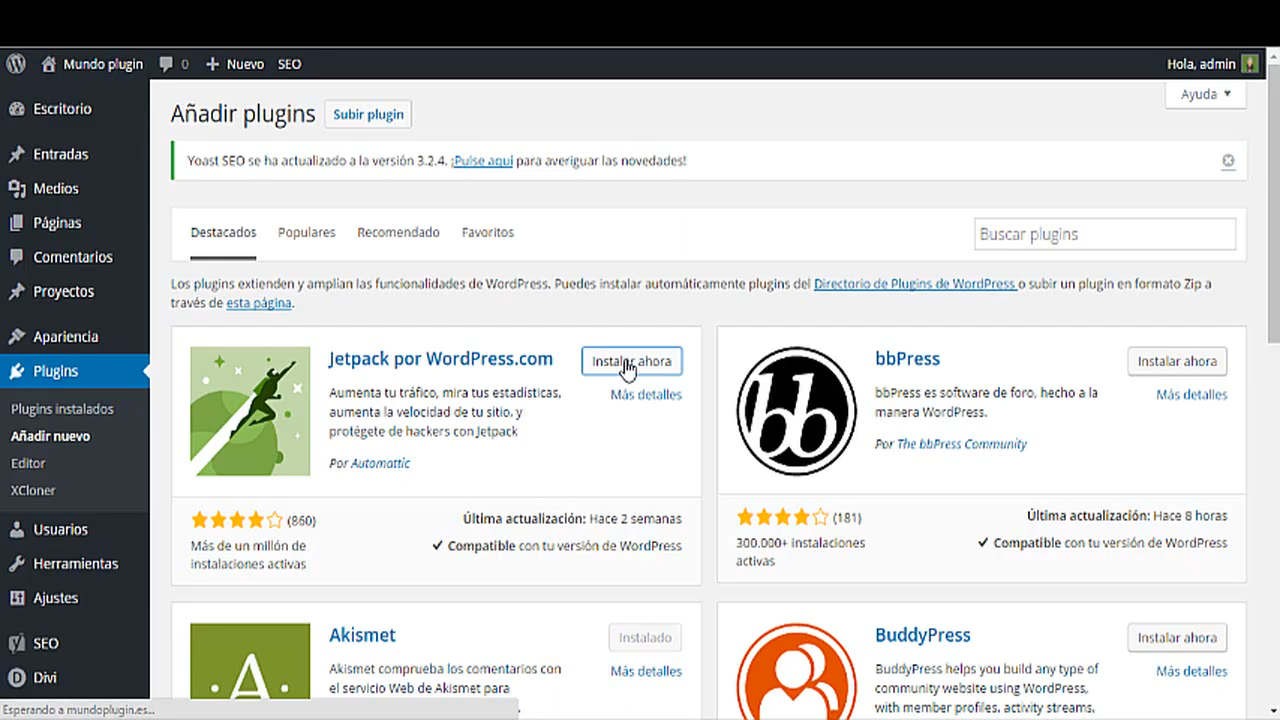 Mundo plugin 0 Nuevo SEO Hola, admin
Ayuda
Escritorio
Entradas
Medios
Páginas
Comentarios
Proyectos
Apariencia
Plugins
Plugins instalados
Añadir nuevo
Editor
XCloner
Usuarios
Herramientas
Ajustes
SEO
Divi
Añadir plugins Subir plugin
Yoast SEO se ha actualizado a la versión 3.2.4. ¡Pulse aquí para averiguar las novedades!
Destacados Populares Recomendado Favoritos Buscar plugins
Los plugins extienden y amplian las funcionalidades de WordPress. Puedes instalar automáticamente plugins del Directorio de Plugins de WordPress o subir un plugin en formato Zip a
través de esta página.
Jetpack por WordPress.com
Instalar ahora
Más detalles
Aumenta tu tráfico, mira tus estadísticas,
aumenta la velocidad de tu sitio, y
protégete de hackers con Jetpack
Por Automattic
(860)
Más de un millón de
instalaciones activas
Última actualización: Hace 2 semanas
Compatible con tu versión de WordPress
bb
bbPress
Instalar ahora
Más detalles
bbPress es software de foro, hecho a la
manera WordPress.
Por The bbPress Community
(181)
300.000+ instalaciones
activas
Última actualización: Hace 8 horas
Compatible con tu versión de WordPress
A
Akismet
Instalado
Más detalles
Akismet comprueba los comentarios con
el servicio Web de Akismet para
BuddyPress
Instalar ahora
Más detalles
BuddyPress helps you build any type of
community website using WordPress,
with member profiles, activity streams,
Esperando a mundoplugin.es...